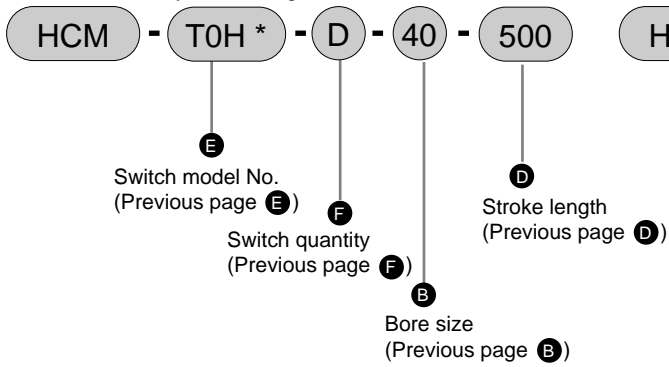 HCM - T0H * - D - 40 - 500 H
E
Switch model No.
(Previous page E)
F
Switch quantity
(Previous page F)
B
Bore size
(Previous page B)
D
Stroke length
(Previous page D)